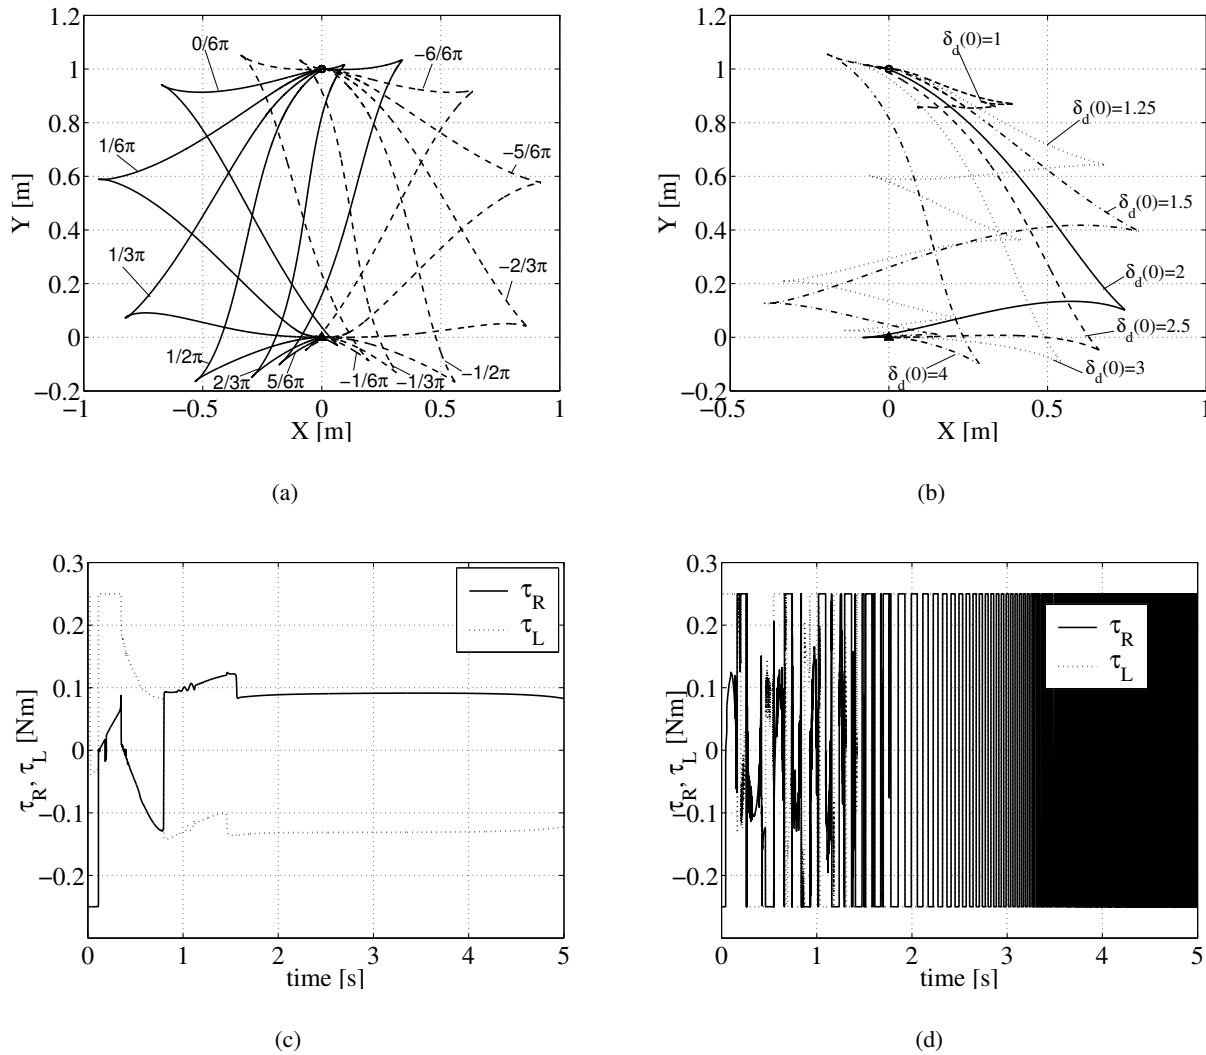 1.2
1
0.8
0.6
0.4
0.2
0
−0.2
Y [m]
−1
−0.5
0
0.5
1
X [m]
0/6π
−6/6π
1/6π
−5/6π
1/3π
−2/3π
1/2π
2/3π
5/6π
−1/6π
−1/3π
−1/2π
(a)
1.2
1
0.8
0.6
0.4
0.2
0
−0.2
Y [m]
−0.5
0
0.5
1
X [m]
δd(0)=1
δd(0)=1.25
δd(0)=1.5
δd(0)=2
δd(0)=2.5
δd(0)=3
δd(0)=4
(b)
0.3
0.2
0.1
0
−0.1
−0.2
τR, τL [Nm]
τR
τL
0
1
2
3
4
5
time [s]
(c)
0.3
0.2
0.1
0
−0.1
−0.2
τR, τL [Nm]
τR
τL
0
1
2
3
4
5
time [s]
(d)